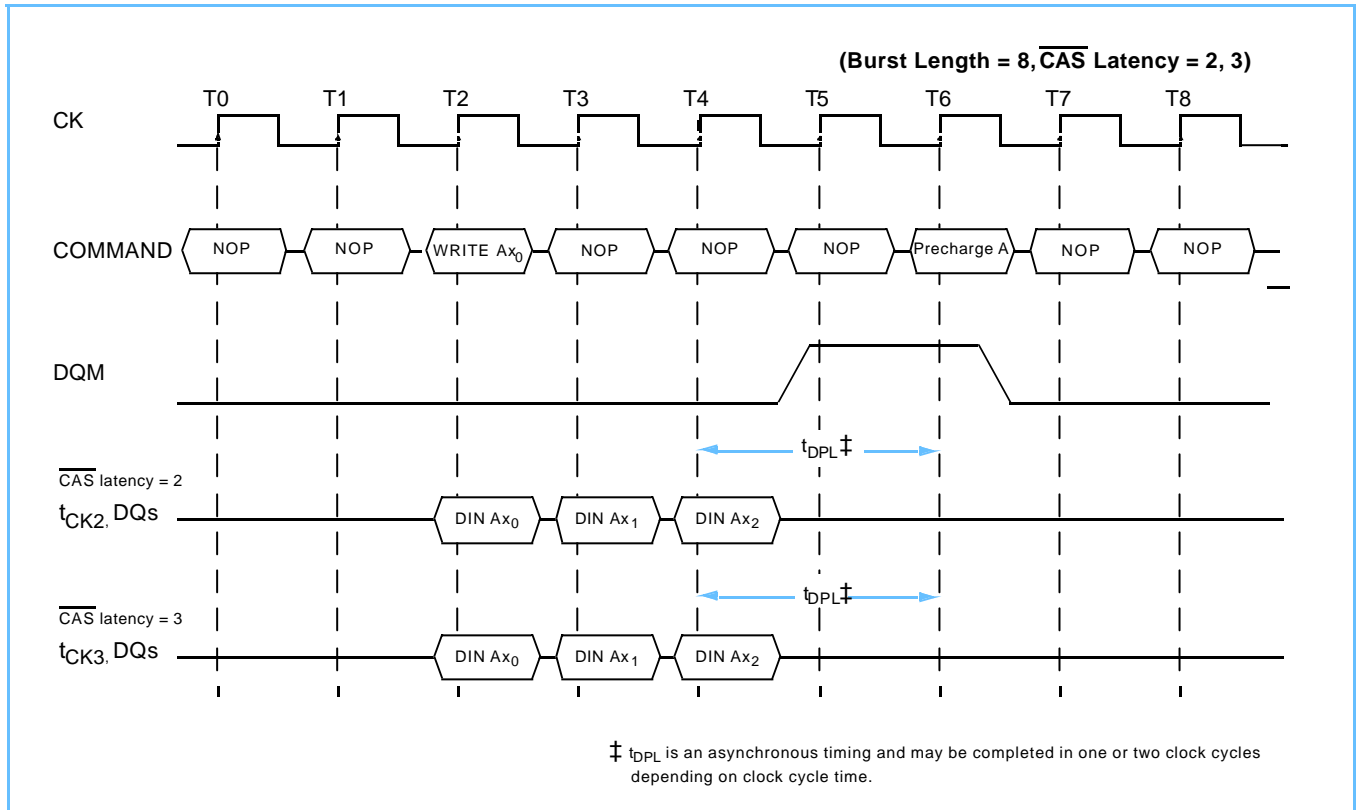 (Burst Length = 8, CAS Latency = 2, 3)
T0 T1 T2 T3 T4 T5 T6 T7 T8
CK
COMMAND NOP NOP WRITE Ax0 NOP NOP NOP Precharge A NOP NOP
DQM
tDPL‡
CAS latency = 2
tCK2, DQs DIN Ax0 DIN Ax1 DIN Ax2
tDPL‡
CAS latency = 3
tCK3, DQs DIN Ax0 DIN Ax1 DIN Ax2
‡ tDPL is an asynchronous timing and may be completed in one or two clock cycles
depending on clock cycle time.